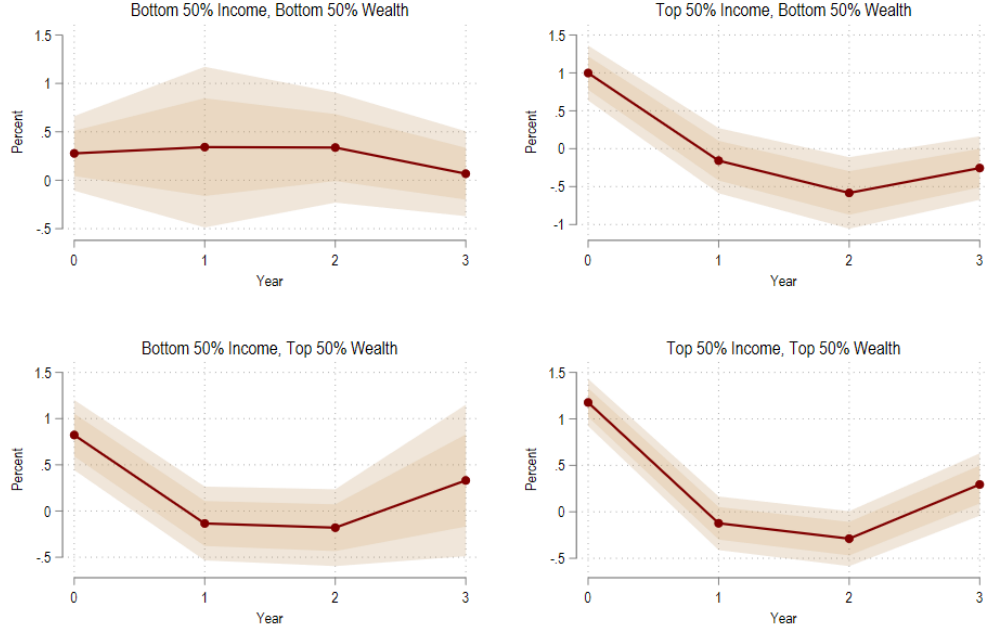 Bottom 50% Income, Bottom 50% Wealth
1.5
1
.5
0
-.5
Percent
0 1 2 3
Year
Top 50% Income, Bottom 50% Wealth
1.5
1
.5
0
-.5
-1
Percent
0 1 2 3
Year
Bottom 50% Income, Top 50% Wealth
1.5
1
.5
0
-.5
Percent
0 1 2 3
Year
Top 50% Income, Top 50% Wealth
1.5
1
.5
0
-.5
Percent
0 1 2 3
Year